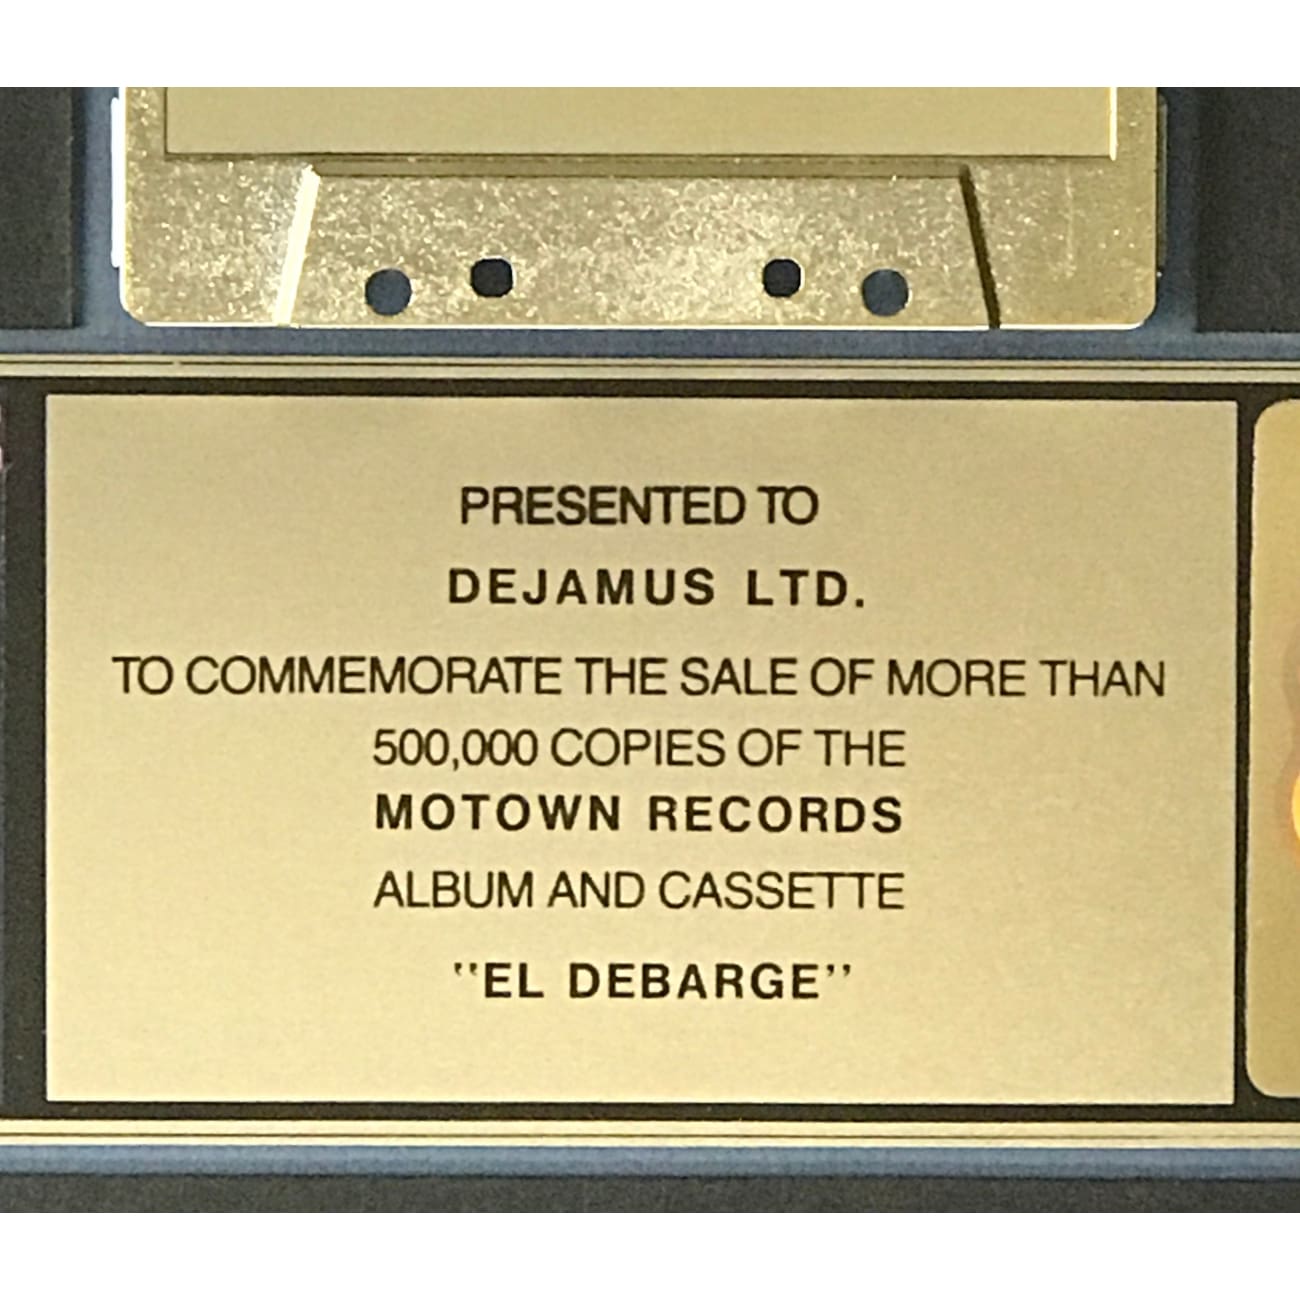 PRESENTED TO
DEJAMUS LTD.
TO COMMEMORATE THE SALE OF MORE THAN
500,000 COPIES OF THE
MOTOWN RECORDS
ALBUM AND CASSETTE
"EL DEBARGE"